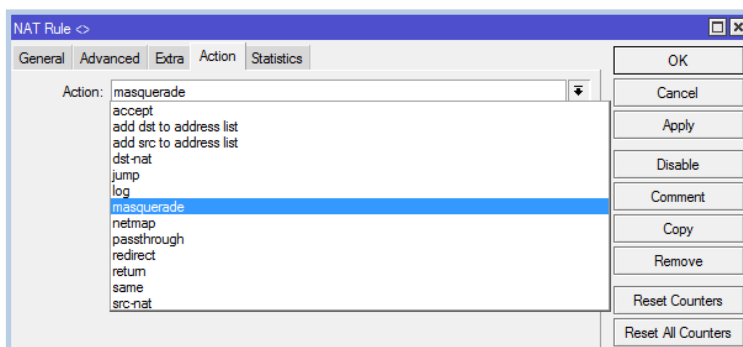 NAT Rule <>
General Advanced Extra Action Statistics
Action: masquerade
accept
add dst to address list
add src to address list
dst-nat
jump
log
masquerade
netmap
passthrough
redirect
return
same
src-nat
OK
Cancel
Apply
Disable
Comment
Copy
Remove
Reset Counters
Reset All Counters